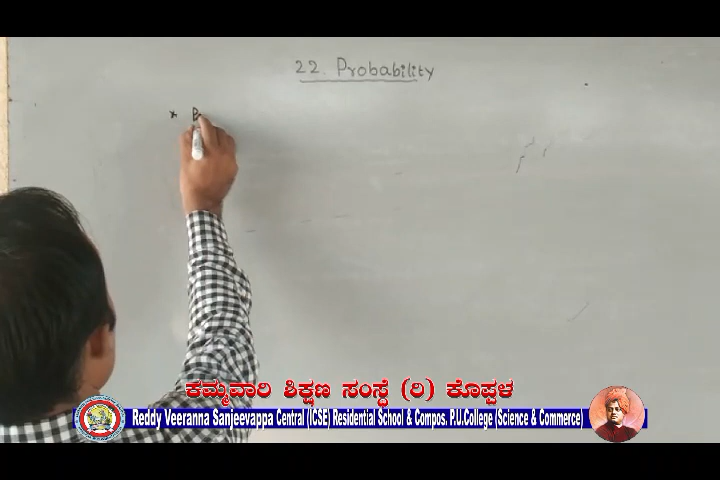 22. Probability
ಕಮ್ಮವಾರಿ ಶಿಕ್ಷಣ ಸಂಸ್ಥೆ (ರಿ) ಕೊಪ್ಪಳ
Reddy Veeranna Sanjeevappa Central (ICSE) Residential School & Compos. P.U.College (Science & Commerce)